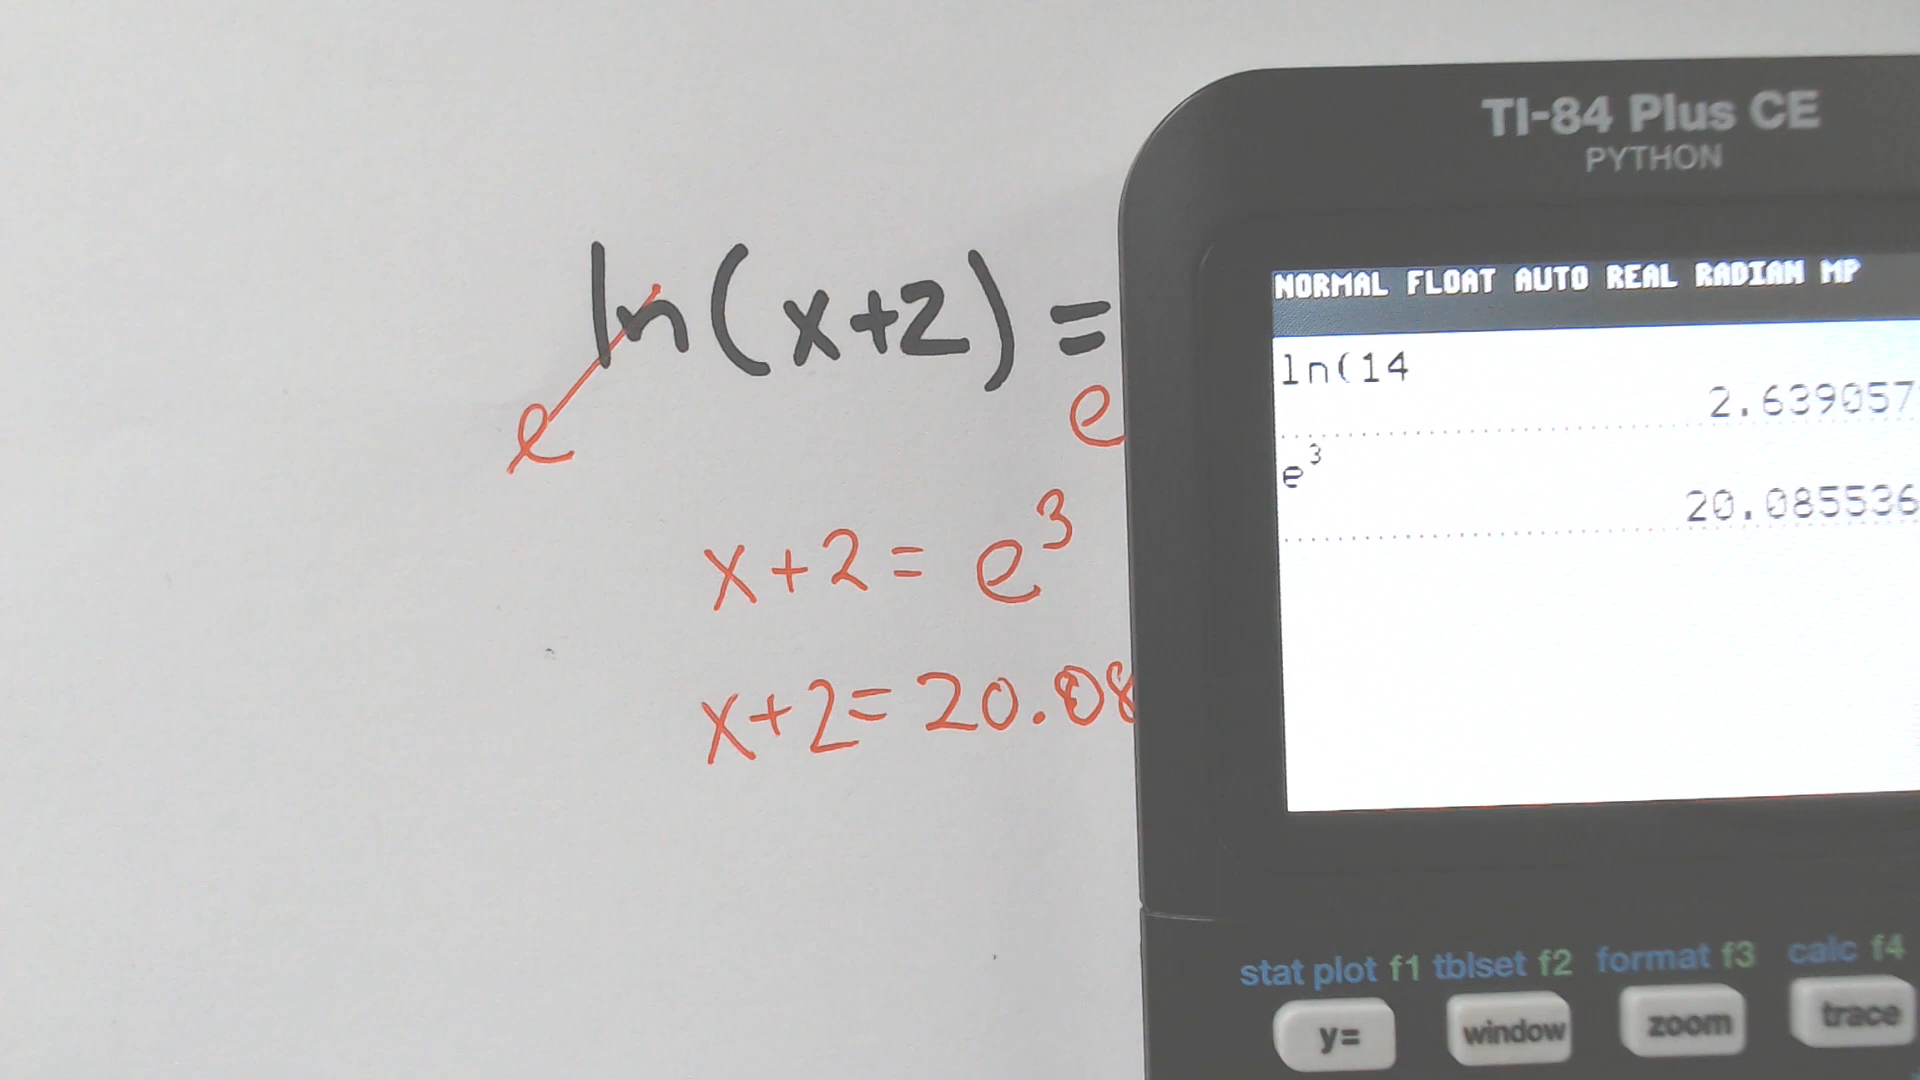 ln(x+2) =
e e
x+2 = e³
x+2 = 20.08
TI-84 Plus CE
PYTHON
NORMAL FLOAT AUTO REAL RADIAN MP
ln(14
2.639057
e³
20.085536
stat plot f1 tblset f2 format f3 calc f4
y= window zoom trace